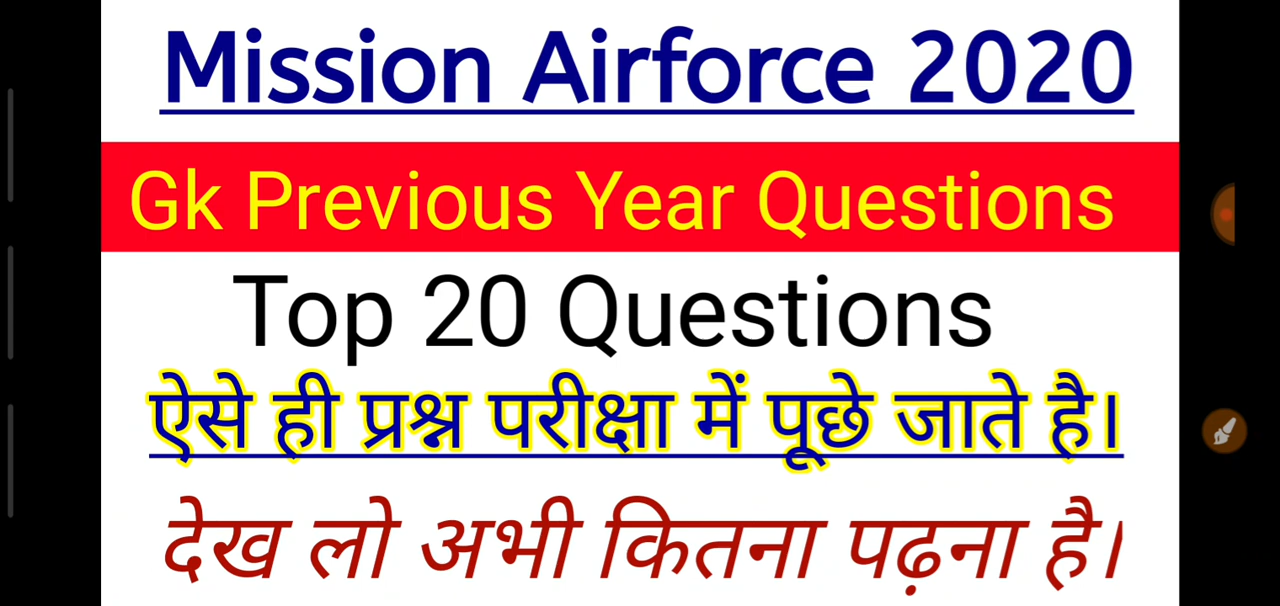 Mission Airforce 2020
Gk Previous Year Questions
Top 20 Questions
ऐसे ही प्रश्न परीक्षा में पूछे जाते है।
देख लो अभी कितना पढ़ना है।